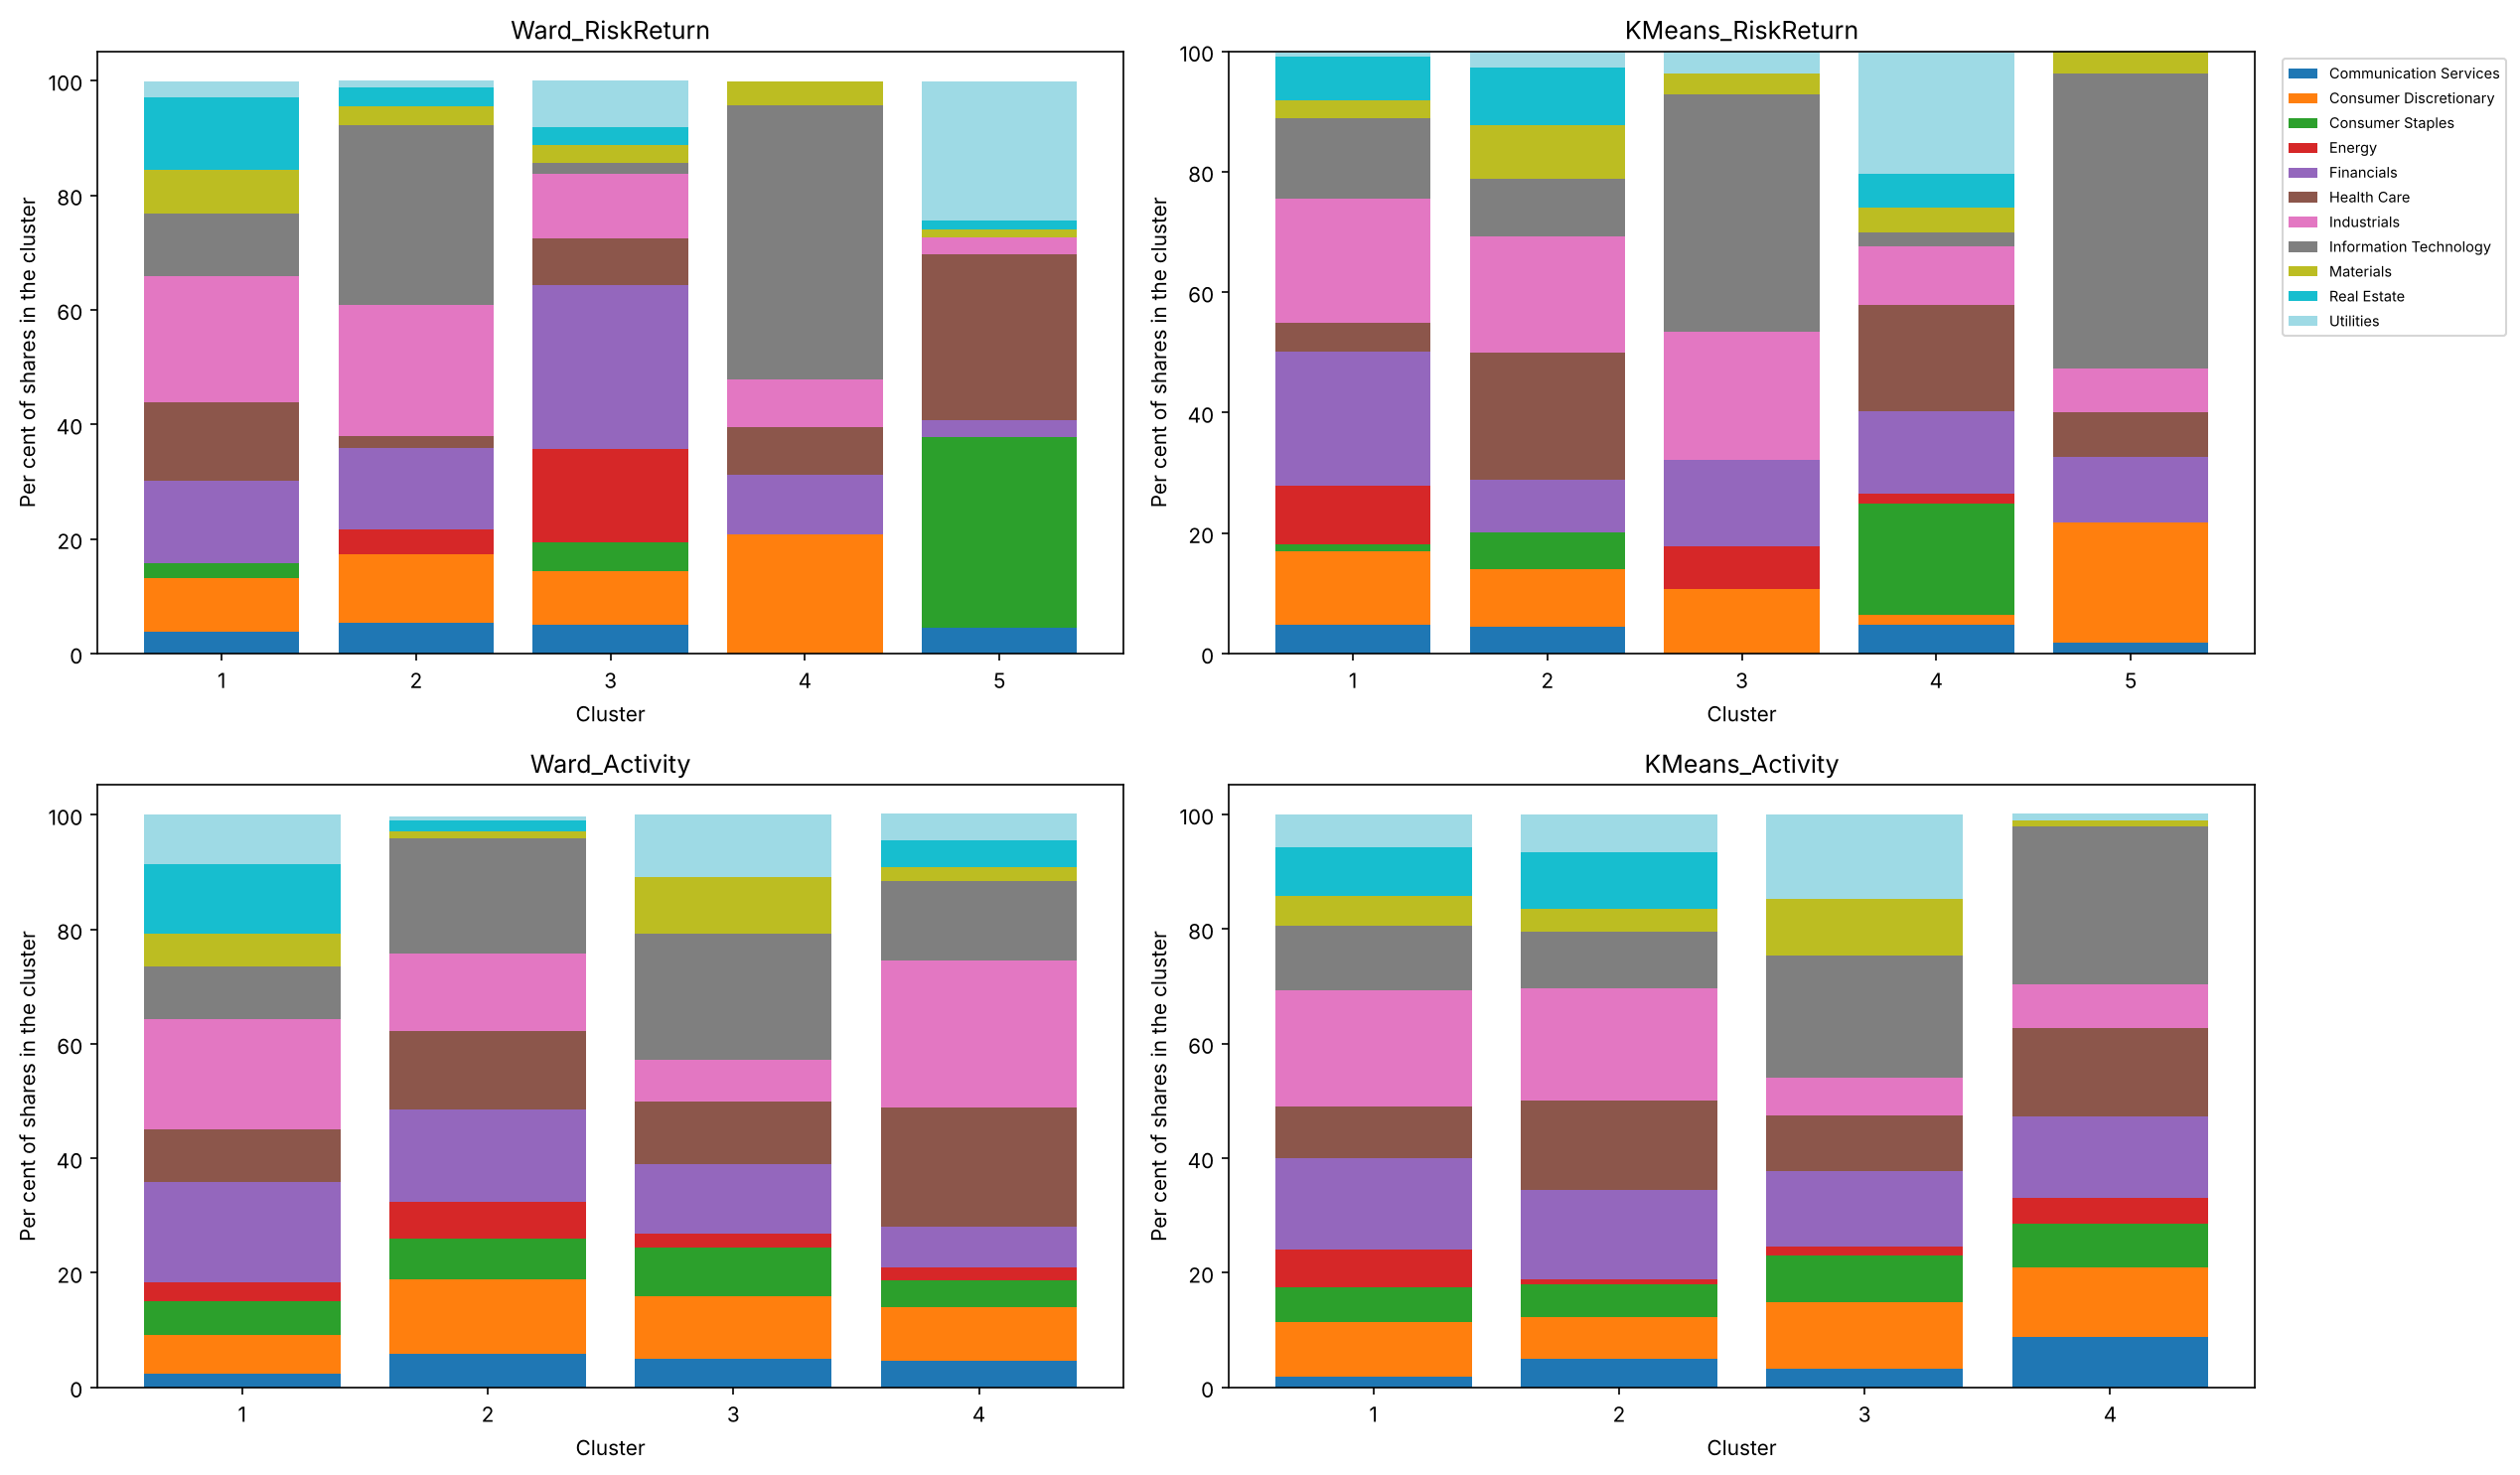 Ward_RiskReturn
100
80
60
40
20
0
Per cent of shares in the cluster
1 2 3 4 5
Cluster
KMeans_RiskReturn
100
80
60
40
20
0
Per cent of shares in the cluster
1 2 3 4 5
Cluster
Communication Services
Consumer Discretionary
Consumer Staples
Energy
Financials
Health Care
Industrials
Information Technology
Materials
Real Estate
Utilities
Ward_Activity
100
80
60
40
20
0
Per cent of shares in the cluster
1 2 3 4
Cluster
KMeans_Activity
100
80
60
40
20
0
Per cent of shares in the cluster
1 2 3 4
Cluster